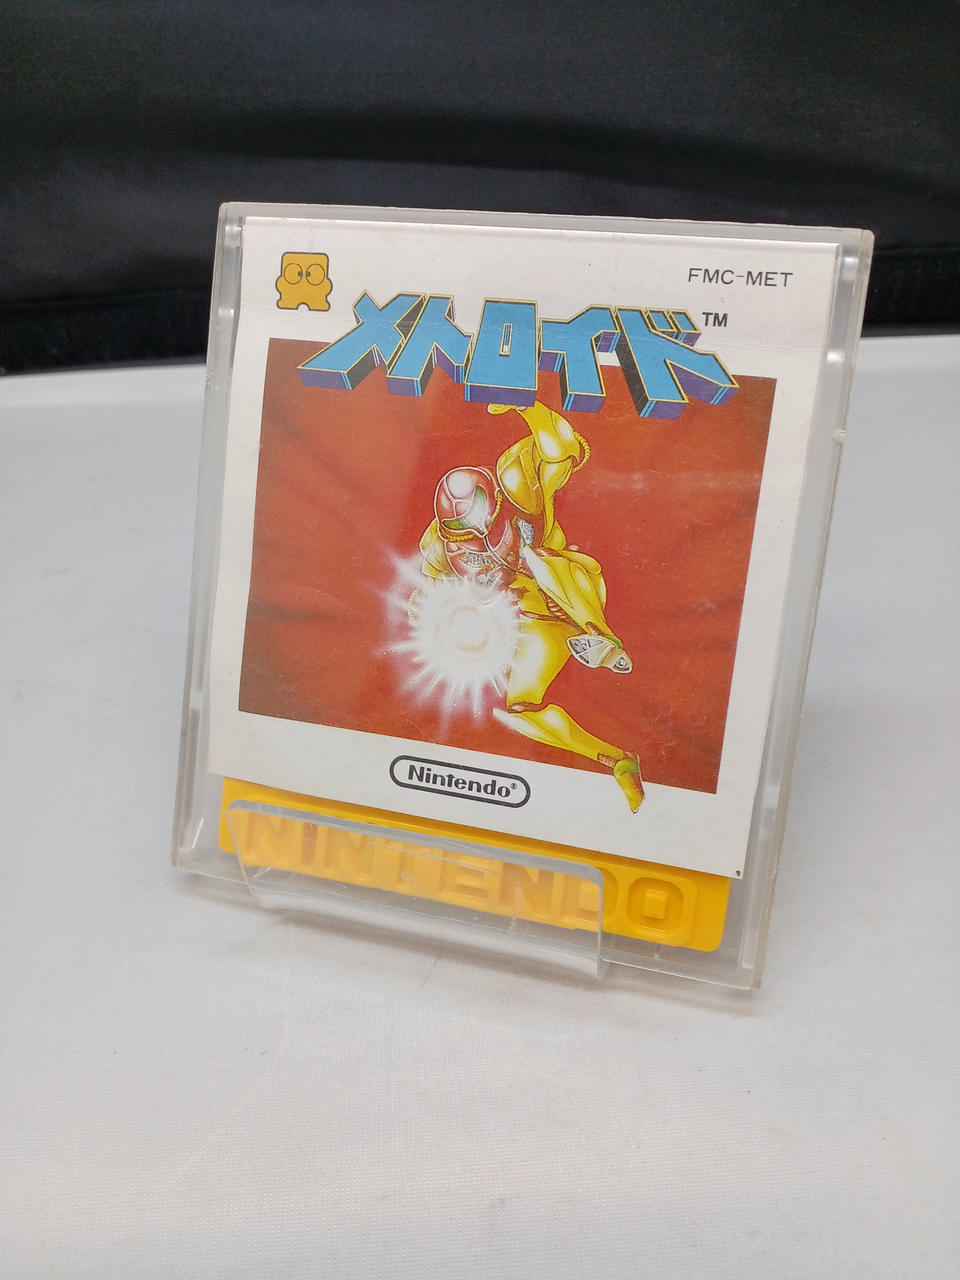 FMC-MET
メトロイド™
Nintendo®
NINTENDO